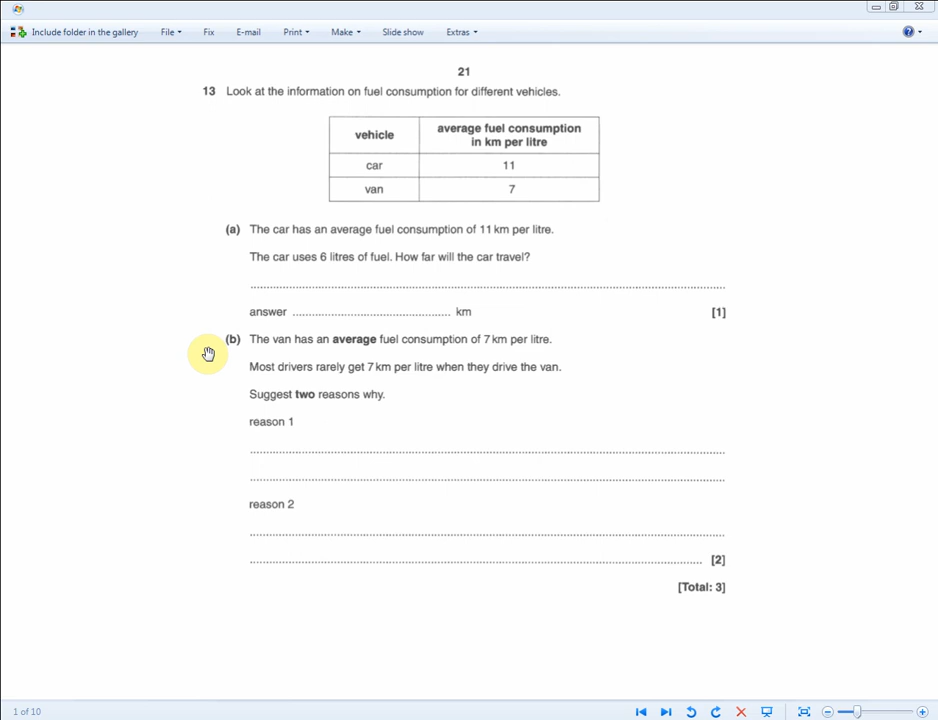 Include folder in the gallery File Fix E-mail Print Make Slide show Extras
21
13 Look at the information on fuel consumption for different vehicles.
vehicle average fuel consumption
in km per litre
car 11
van 7
(a) The car has an average fuel consumption of 11 km per litre.
The car uses 6 litres of fuel. How far will the car travel?
................................................................................
answer ................................................ km [1]
(b) The van has an average fuel consumption of 7 km per litre.
Most drivers rarely get 7 km per litre when they drive the van.
Suggest two reasons why.
reason 1
................................................................................
................................................................................
reason 2
................................................................................
................................................................................ [2]
[Total: 3]
1 of 10